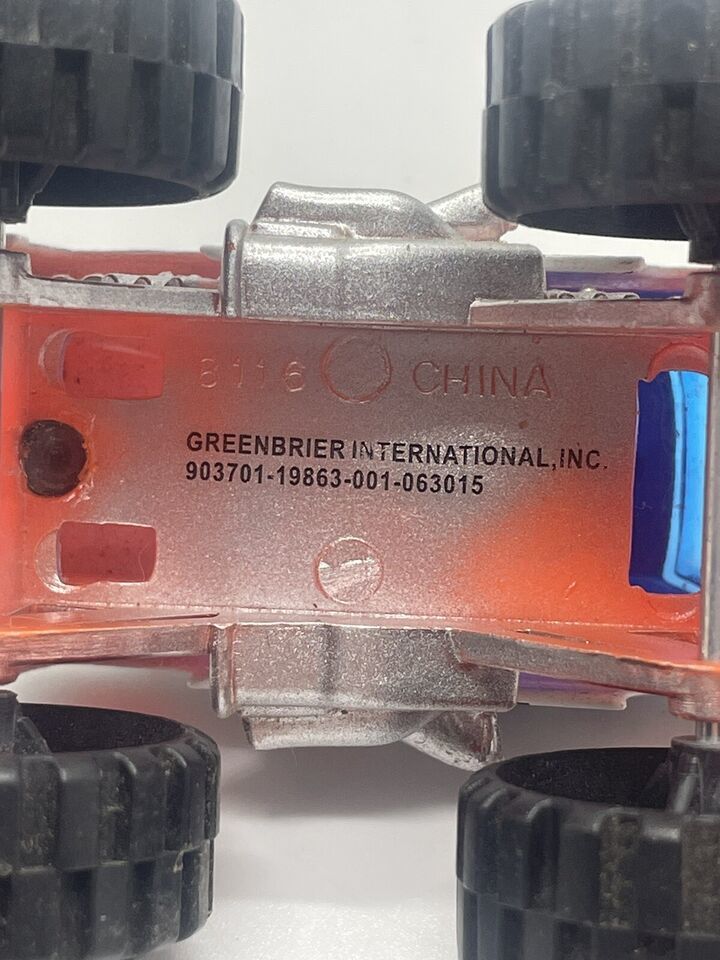 8116 CHINA
GREENBRIER INTERNATIONAL,INC.
903701-19863-001-063015